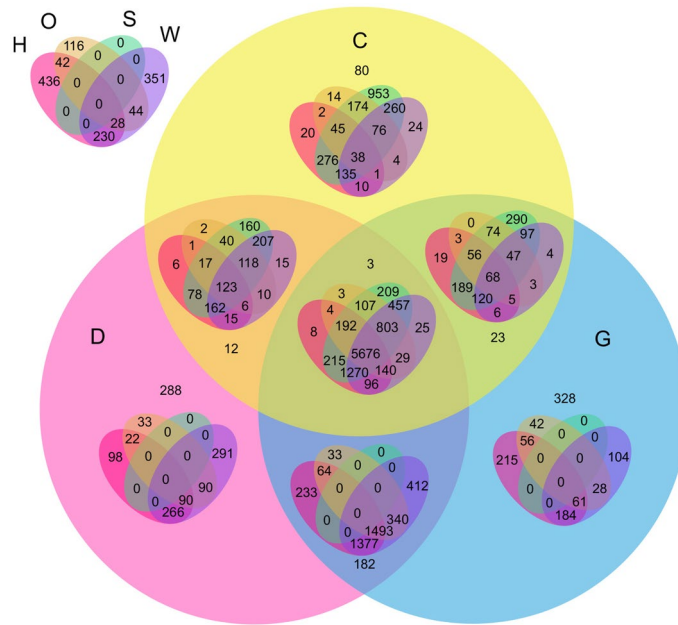 O S
H W
116 0
42 0 0
436 0 0 351
0 0 0 44
0 28
230
C
80
14 953
2 174 260
20 45 76 24
276 38 4
135 1
10
2 160
1 40 207
6 17 118 15
78 123 10
162 6
15
12
0 290
3 74 97
19 56 47 4
189 68 3
120 5
6
23
3
3 209
4 107 457
8 192 803 25
215 5676 29
1270 140
96
D
288
33 0
22 0 0
98 0 0 291
0 0 90
0 90
266
33 0
64 0 0
233 0 0 412
0 0 340
0 1493
1377
182
G
328
42 0
56 0 0
215 0 0 104
0 0 28
0 61
184